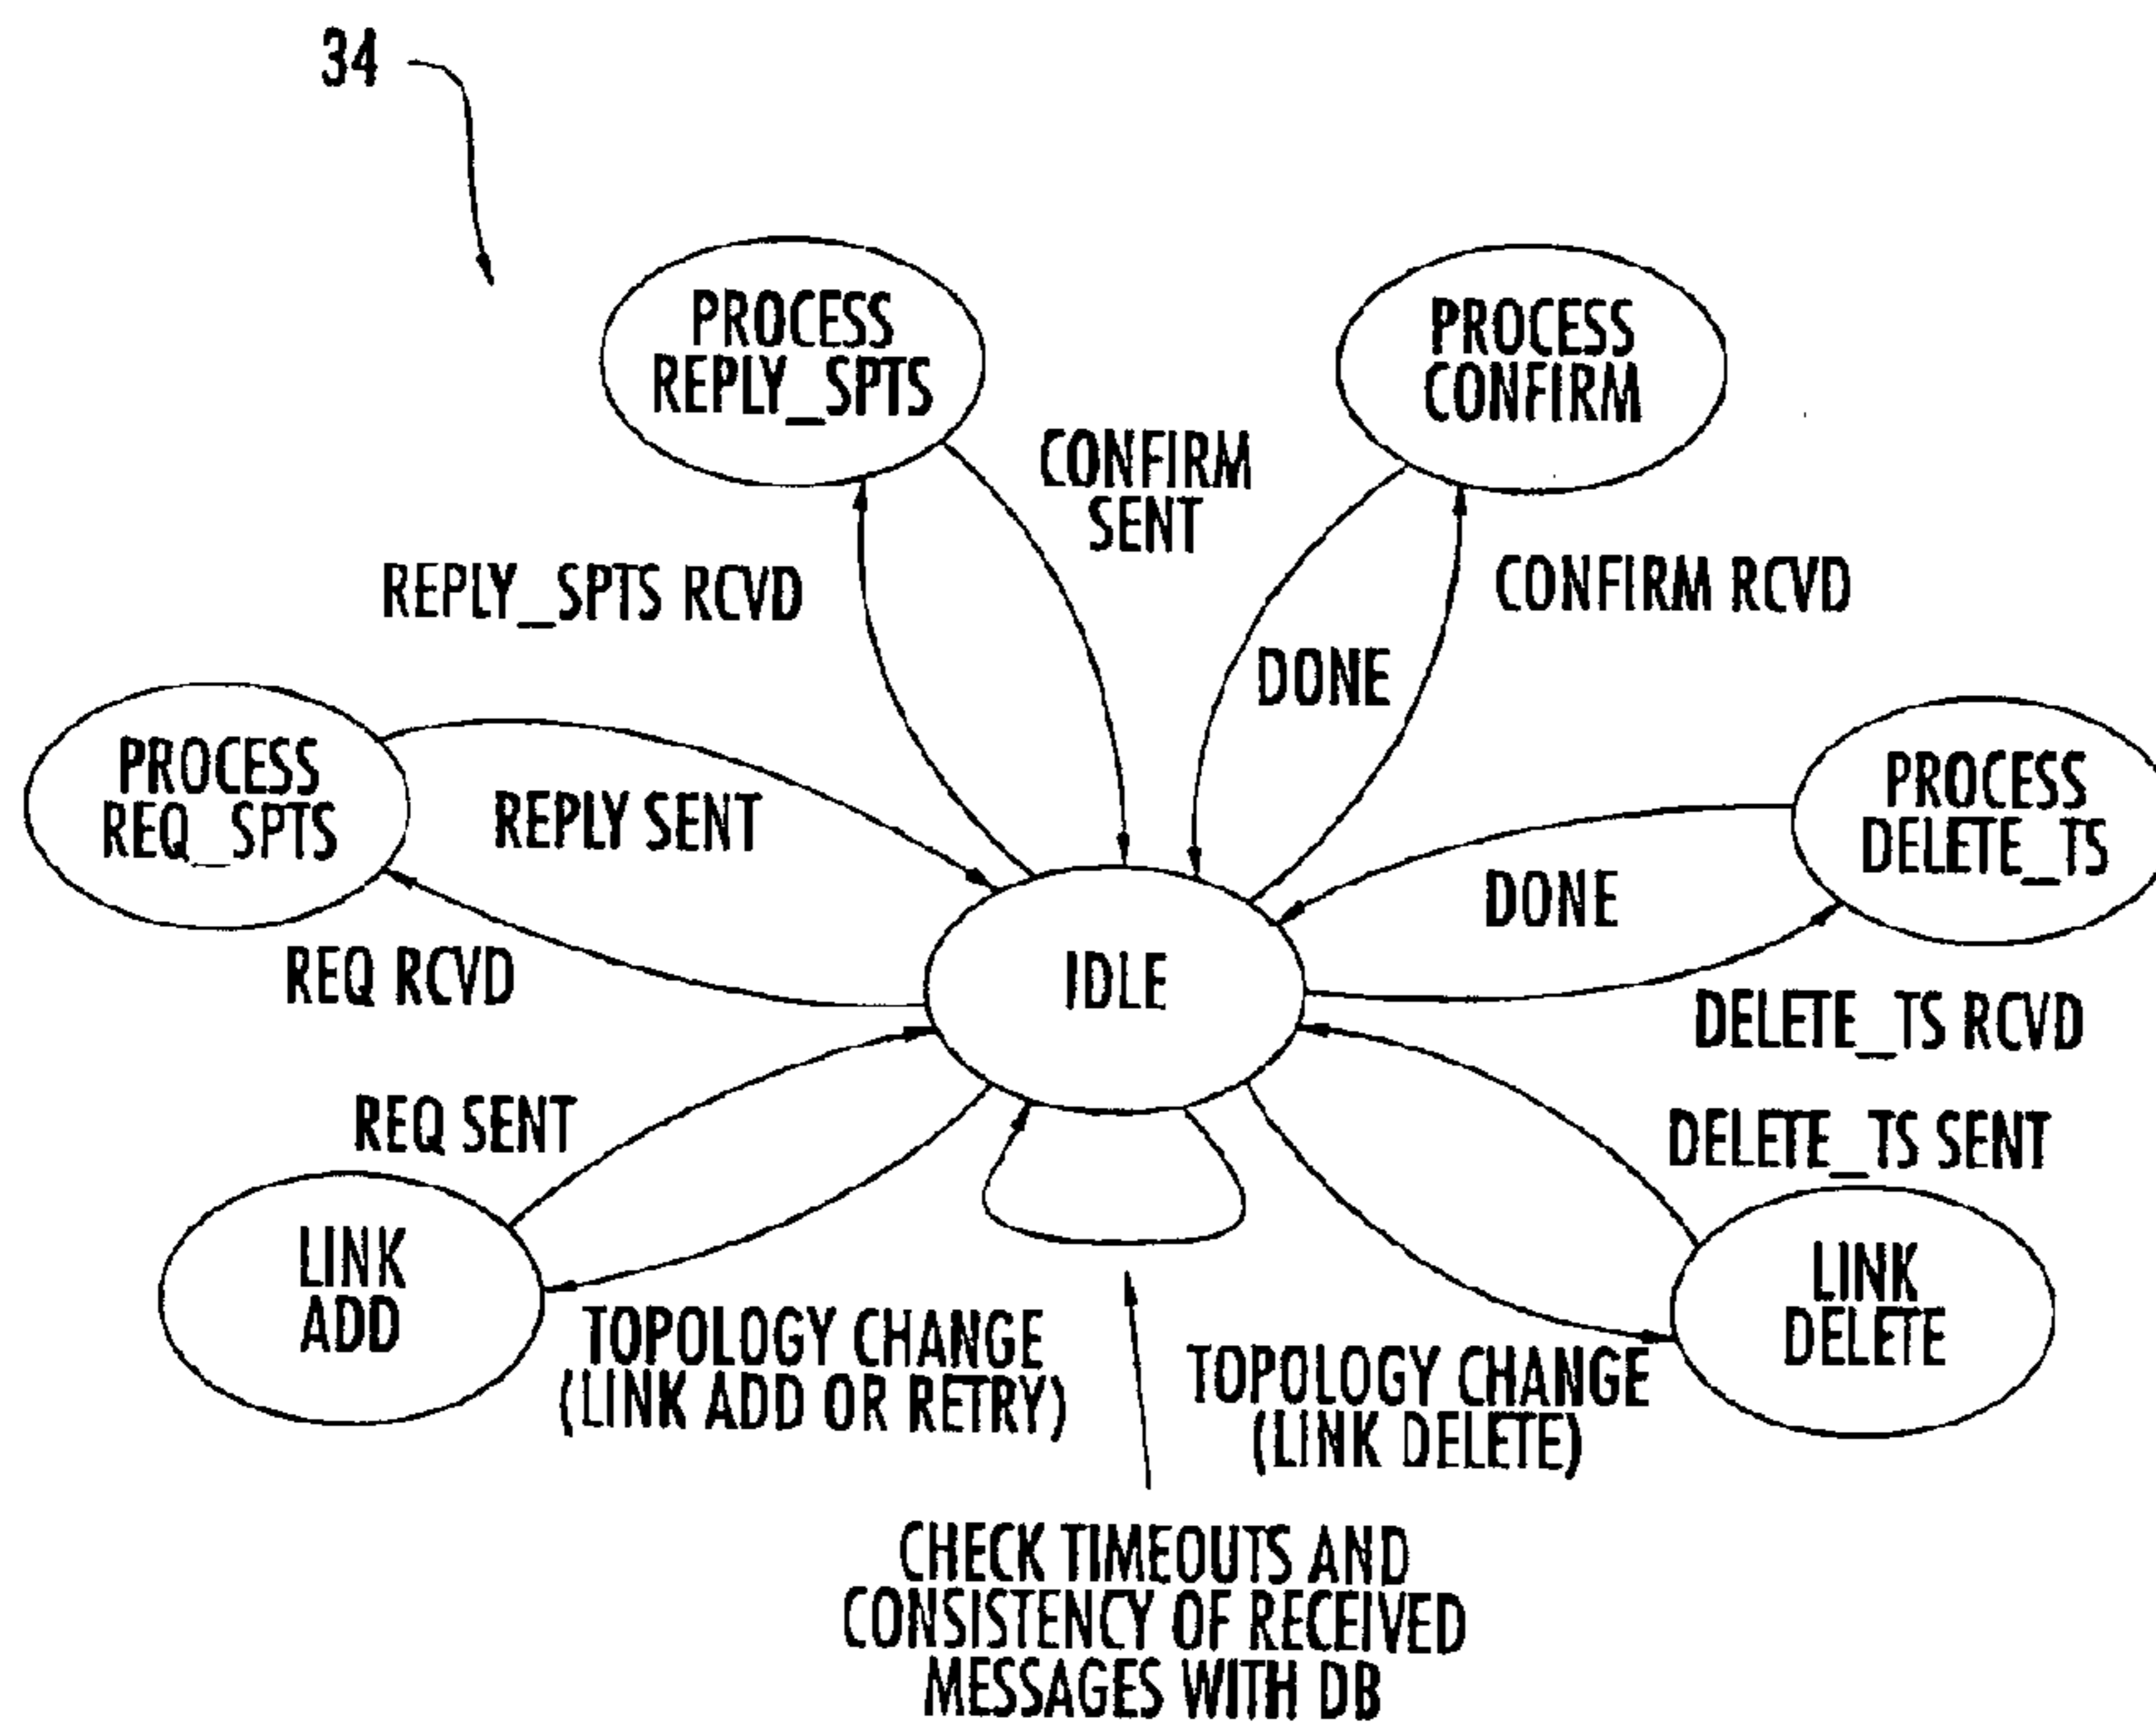 34
PROCESS
REPLY_SPTS
PROCESS
CONFIRM
CONFIRM
SENT
REPLY_SPTS RCVD
CONFIRM RCVD
DONE
PROCESS
REQ_SPTS
REPLY SENT
PROCESS
DELETE_TS
DONE
REQ RCVD
IDLE
DELETE_TS RCVD
REQ SENT
DELETE_TS SENT
LINK
ADD
LINK
DELETE
TOPOLOGY CHANGE
(LINK ADD OR RETRY)
TOPOLOGY CHANGE
(LINK DELETE)
CHECK TIMEOUTS AND
CONSISTENCY OF RECEIVED
MESSAGES WITH DB